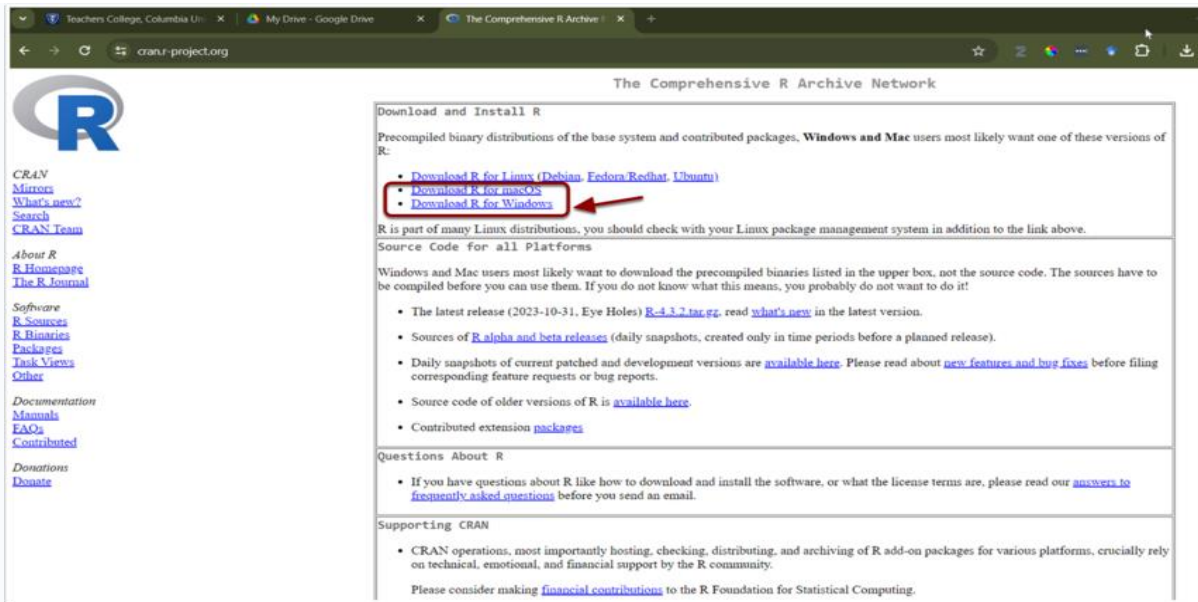 Teachers College, Columbia Un
My Drive - Google Drive
The Comprehensive R Archive
cran.r-project.org
R
CRAN
Mirrors
What's new?
Search
CRAN Team
About R
R Homepage
The R Journal
Software
R Sources
R Binaries
Packages
Task Views
Other
Documentation
Manuals
FAQs
Contributed
Donations
Donate
The Comprehensive R Archive Network
Download and Install R
Precompiled binary distributions of the base system and contributed packages, Windows and Mac users most likely want one of these versions of
R:
• Download R for Linux (Debian, Fedora/Redhat, Ubuntu)
• Download R for macOS
• Download R for Windows
R is part of many Linux distributions, you should check with your Linux package management system in addition to the link above.
Source Code for all Platforms
Windows and Mac users most likely want to download the precompiled binaries listed in the upper box, not the source code. The sources have to
be compiled before you can use them. If you do not know what this means, you probably do not want to do it!
• The latest release (2023-10-31, Eye Holes) R-4.3.2.tar.gz, read what's new in the latest version.
• Sources of R alpha and beta releases (daily snapshots, created only in time periods before a planned release).
• Daily snapshots of current patched and development versions are available here. Please read about new features and bug fixes before filing
corresponding feature requests or bug reports.
• Source code of older versions of R is available here.
• Contributed extension packages
Questions About R
• If you have questions about R like how to download and install the software, or what the license terms are, please read our answers to
frequently asked questions before you send an email.
Supporting CRAN
• CRAN operations, most importantly hosting, checking, distributing, and archiving of R add-on packages for various platforms, crucially rely
on technical, emotional, and financial support by the R community.
Please consider making financial contributions to the R Foundation for Statistical Computing.